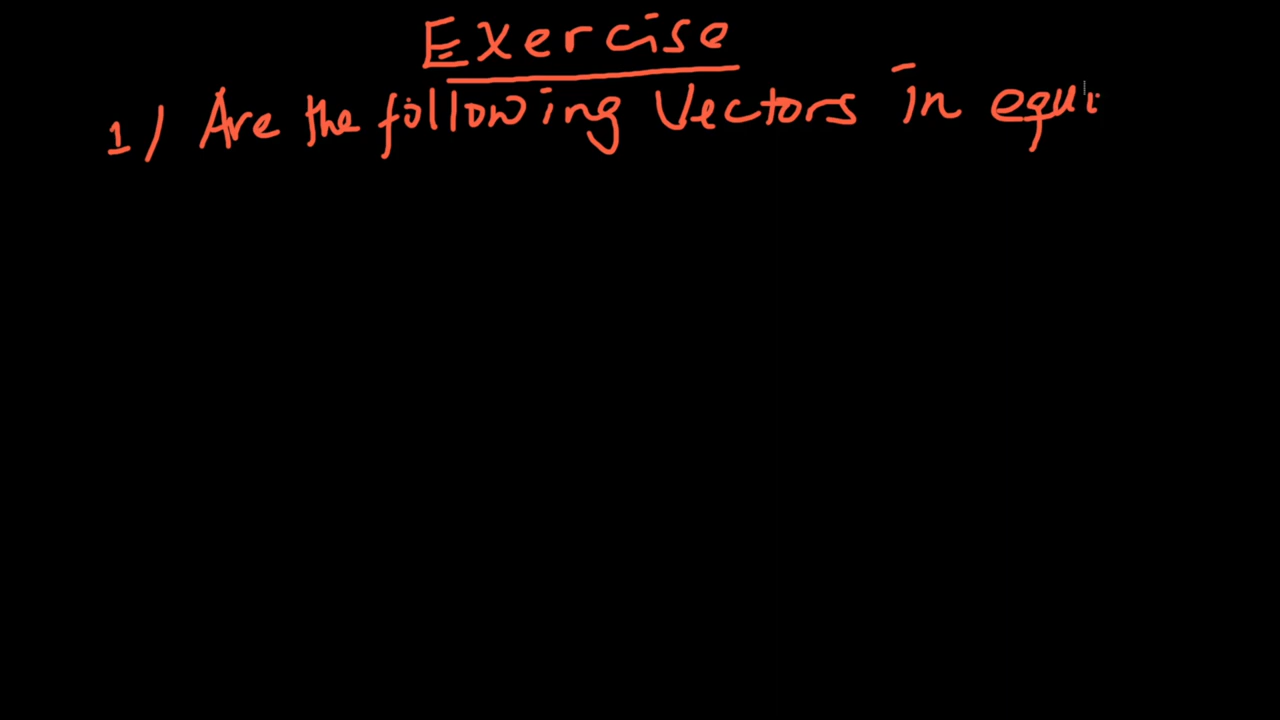 Exercise
1) Are the following Vectors in equi